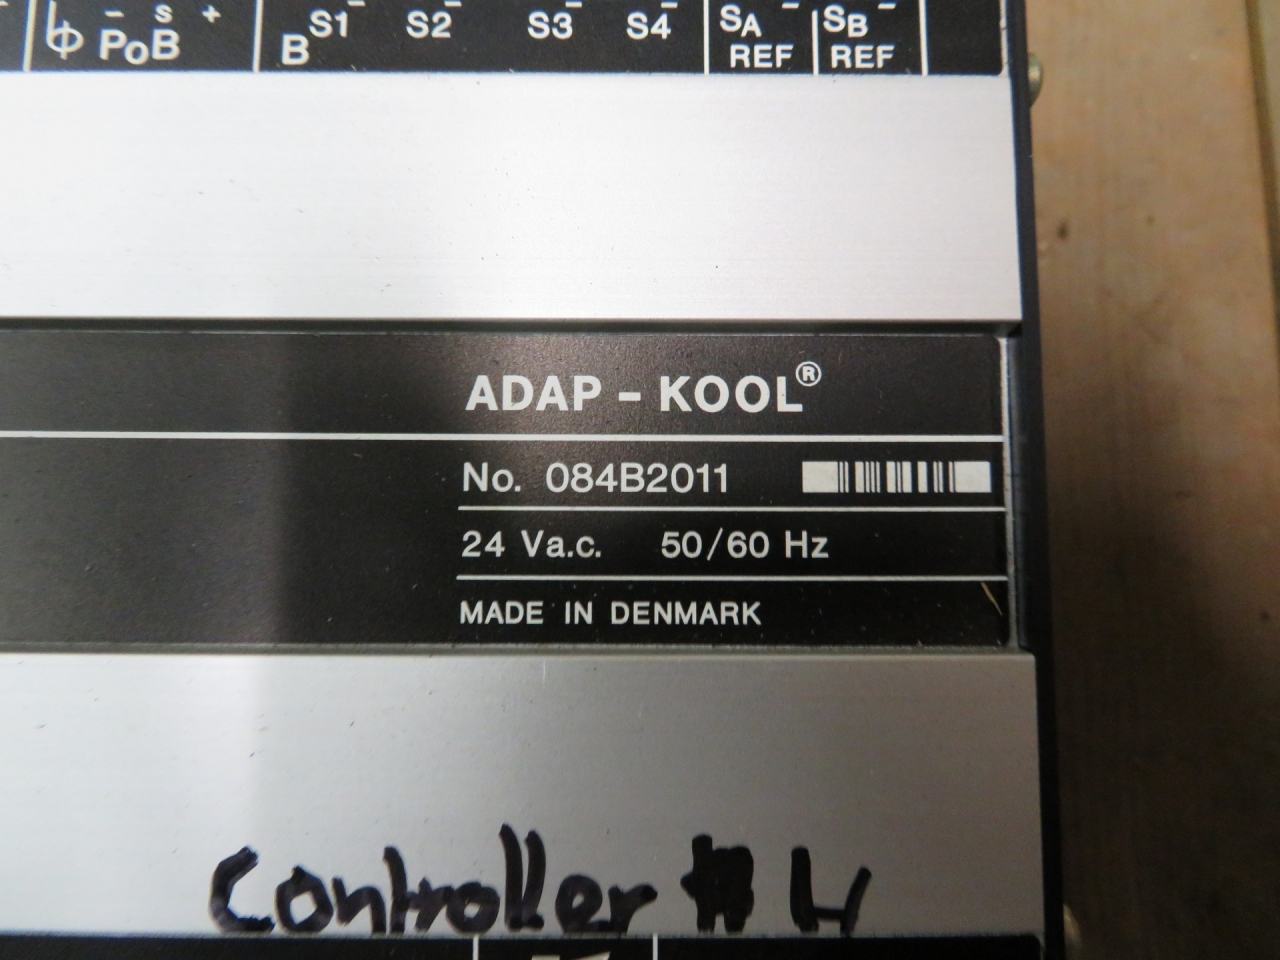 − s +
PoB
B S1 − S2 − S3 − S4 − SA − SB −
REF REF
ADAP - KOOL®
No. 084B2011
24 Va.c. 50/60 Hz
MADE IN DENMARK
Controller # 4